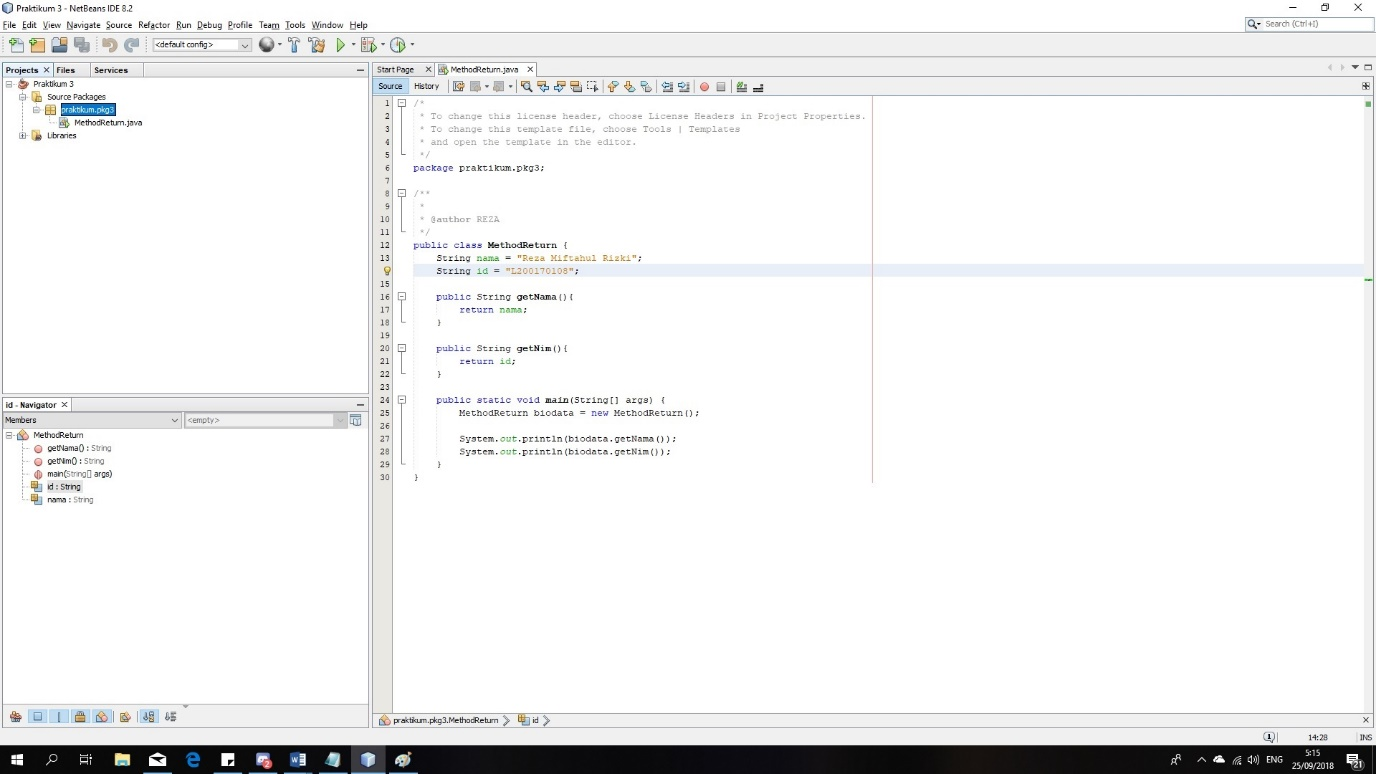 Praktikum 3 - NetBeans IDE 8.2
File Edit View Navigate Source Refactor Run Debug Profile Team Tools Window Help
Search (Ctrl+I)
<default config>
Projects Files Services
Praktikum 3
Source Packages
praktikum.pkg3
MethodReturn.java
Libraries
id - Navigator
Members
<empty>
MethodReturn
getNama() : String
getNim() : String
main(String[] args)
id : String
nama : String
Start Page MethodReturn.java
Source History
1 /*
2 * To change this license header, choose License Headers in Project Properties.
3 * To change this template file, choose Tools | Templates
4 * and open the template in the editor.
5 */
6 package praktikum.pkg3;
7
8 /**
9 *
10 * @author REZA
11 */
12 public class MethodReturn {
13 String nama = "Reza Miftahul Rizki";
String id = "L200170108";
15
16 public String getNama(){
17 return nama;
18 }
19
20 public String getNim(){
21 return id;
22 }
23
24 public static void main(String[] args) {
25 MethodReturn biodata = new MethodReturn();
26
27 System.out.println(biodata.getNama());
28 System.out.println(biodata.getNim());
29 }
30 }
praktikum.pkg3.MethodReturn id
14:28 INS
ENG
5:15
25/09/2018
21